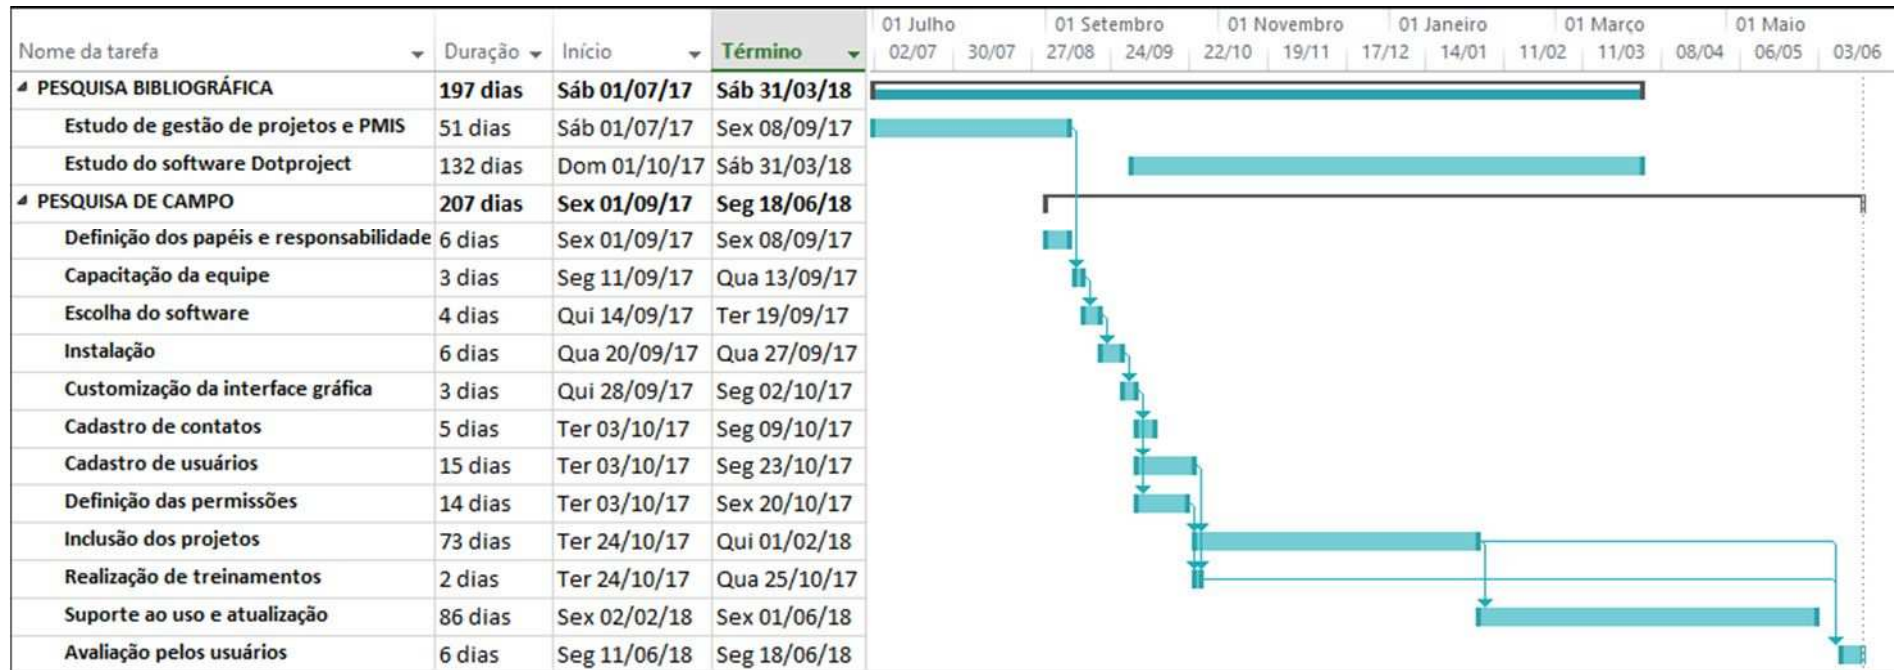 01 Julho 01 Setembro 01 Novembro 01 Janeiro 01 Março 01 Maio
Nome da tarefa Duração Início Término 02/07 30/07 27/08 24/09 22/10 19/11 17/12 14/01 11/02 11/03 08/04 06/05 03/06
PESQUISA BIBLIOGRÁFICA 197 dias Sáb 01/07/17 Sáb 31/03/18
Estudo de gestão de projetos e PMIS 51 dias Sáb 01/07/17 Sex 08/09/17
Estudo do software Dotproject 132 dias Dom 01/10/17 Sáb 31/03/18
PESQUISA DE CAMPO 207 dias Sex 01/09/17 Seg 18/06/18
Definição dos papéis e responsabilidade 6 dias Sex 01/09/17 Sex 08/09/17
Capacitação da equipe 3 dias Seg 11/09/17 Qua 13/09/17
Escolha do software 4 dias Qui 14/09/17 Ter 19/09/17
Instalação 6 dias Qua 20/09/17 Qua 27/09/17
Customização da interface gráfica 3 dias Qui 28/09/17 Seg 02/10/17
Cadastro de contatos 5 dias Ter 03/10/17 Seg 09/10/17
Cadastro de usuários 15 dias Ter 03/10/17 Seg 23/10/17
Definição das permissões 14 dias Ter 03/10/17 Sex 20/10/17
Inclusão dos projetos 73 dias Ter 24/10/17 Qui 01/02/18
Realização de treinamentos 2 dias Ter 24/10/17 Qua 25/10/17
Suporte ao uso e atualização 86 dias Sex 02/02/18 Sex 01/06/18
Avaliação pelos usuários 6 dias Seg 11/06/18 Seg 18/06/18